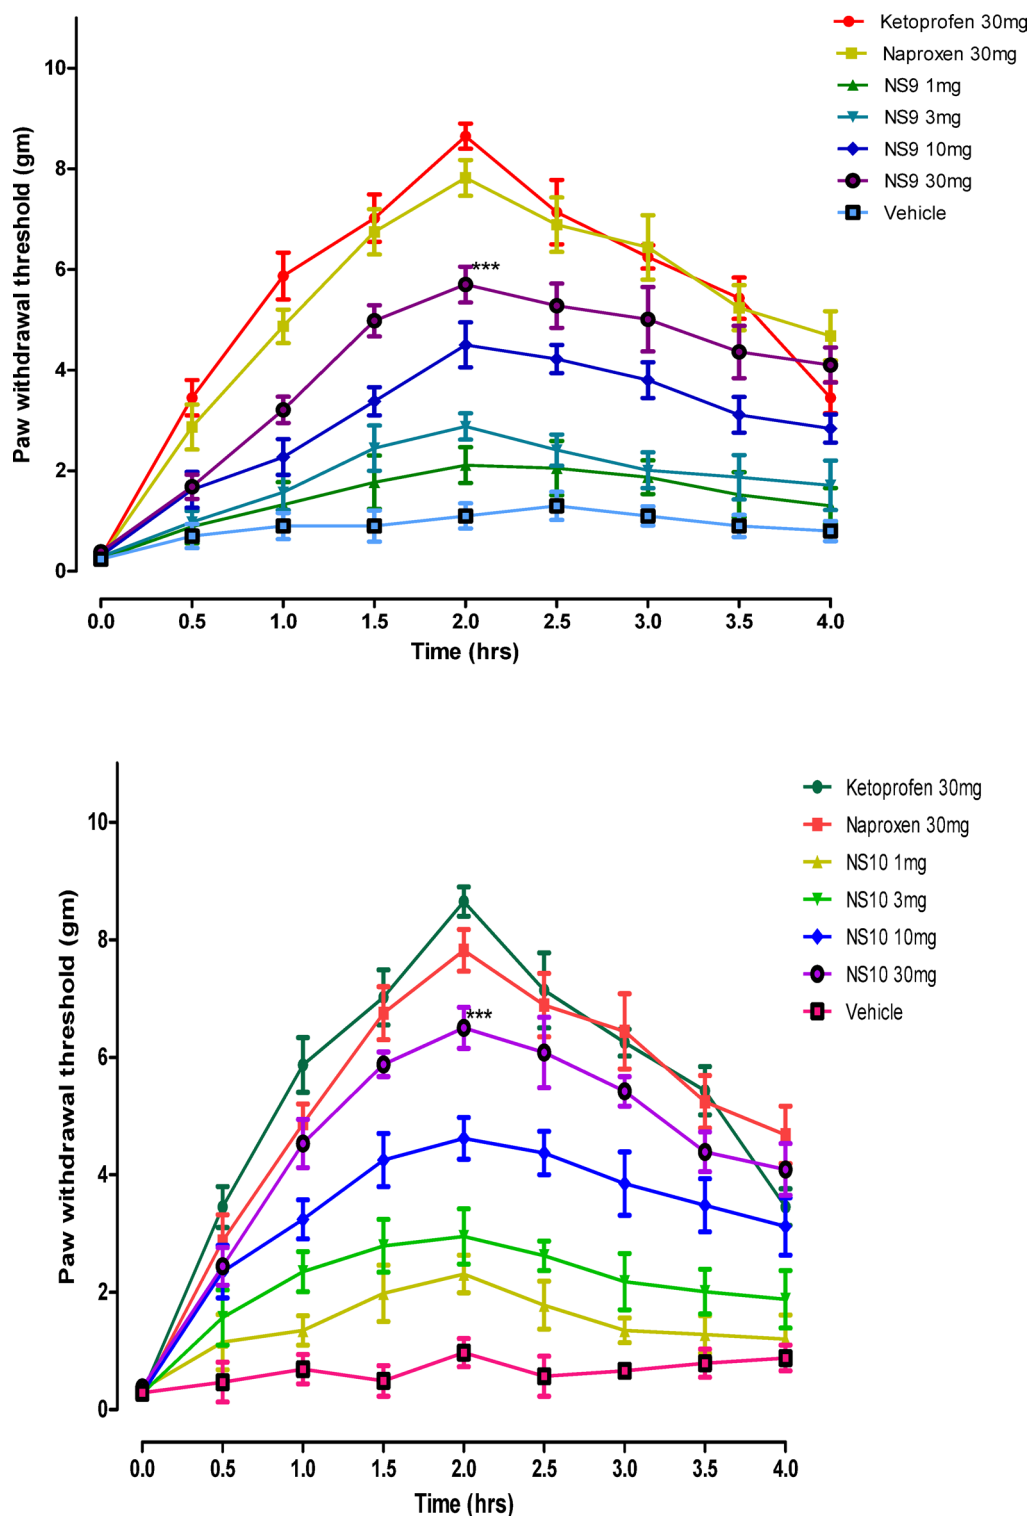 Ketoprofen 30mg
Naproxen 30mg
NS9 1mg
NS9 3mg
NS9 10mg
NS9 30mg
Vehicle
Paw withdrawal threshold (gm)
10
8
6
4
2
0
***
0.0 0.5 1.0 1.5 2.0 2.5 3.0 3.5 4.0
Time (hrs)
Ketoprofen 30mg
Naproxen 30mg
NS10 1mg
NS10 3mg
NS10 10mg
NS10 30mg
Vehicle
Paw withdrawal threshold (gm)
10
8
6
4
2
0
***
0.0 0.5 1.0 1.5 2.0 2.5 3.0 3.5 4.0
Time (hrs)